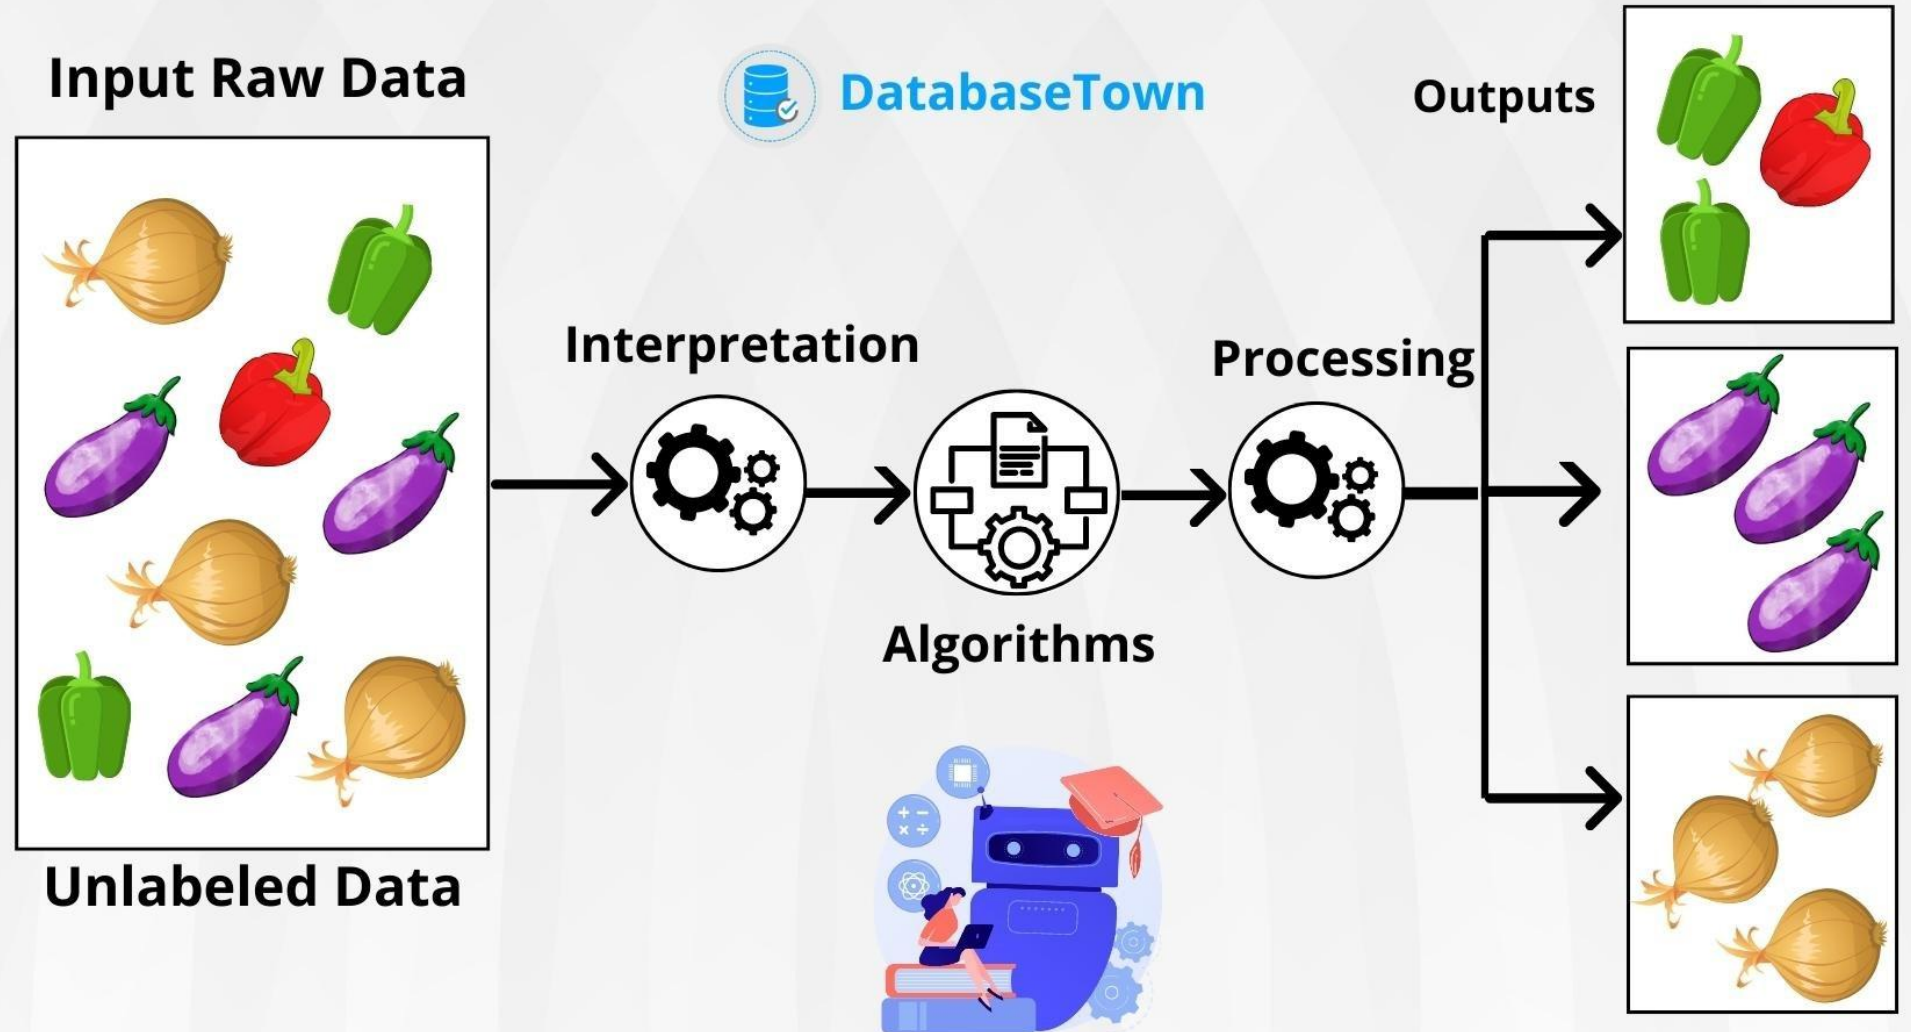 Input Raw Data
DatabaseTown
Outputs
Interpretation
Processing
Algorithms
Unlabeled Data